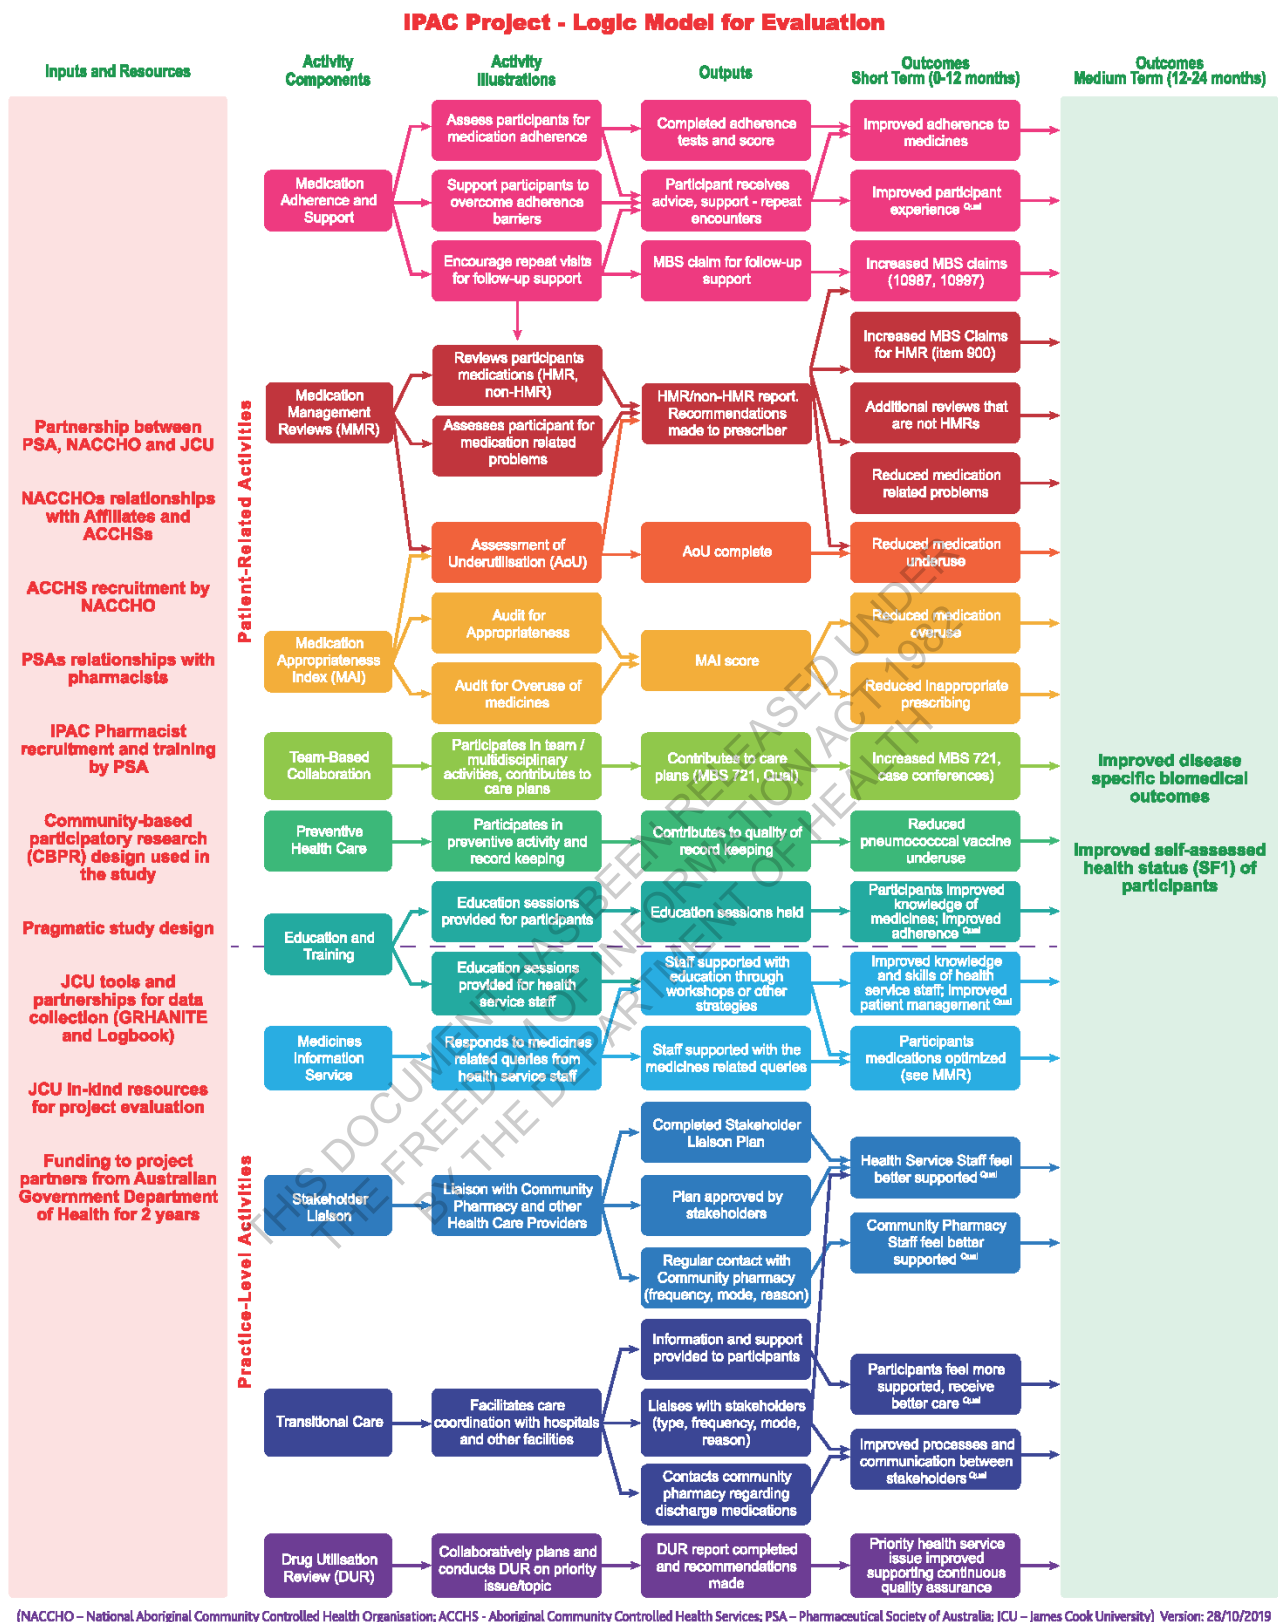 IPAC Project - Logic Model for Evaluation
Inputs and Resources
Activity
Components
Activity
Illustrations
Outputs
Outcomes
Short Term (0-12 months)
Outcomes
Medium Term (12-24 months)
Partnership between
PSA, NACCHO and JCU
NACCHOs relationships
with Affiliates and
ACCHSs
ACCHS recruitment by
NACCHO
PSAs relationships with
pharmacists
IPAC Pharmacist
recruitment and training
by PSA
Community-based
participatory research
(CBPR) design used in
the study
Pragmatic study design
JCU tools and
partnerships for data
collection (GRHANITE
and Logbook)
JCU in-kind resources
for project evaluation
Funding to project
partners from Australian
Government Department
of Health for 2 years
Patient-Related Activities
Practice-Level Activities
Medication
Adherence and
Support
Assess participants for
medication adherence
Support participants to
overcome adherence
barriers
Encourage repeat visits
for follow-up support
Completed adherence
tests and score
Participant receives
advice, support - repeat
encounters
MBS claim for follow-up
support
Improved adherence to
medicines
Improved participant
experience Qual
Increased MBS claims
(10987, 10997)
Medication
Management
Reviews (MMR)
Reviews participants
medications (HMR,
non-HMR)
Assesses participant for
medication related
problems
HMR/non-HMR report.
Recommendations
made to prescriber
Increased MBS Claims
for HMR (item 900)
Additional reviews that
are not HMRs
Reduced medication
related problems
Assessment of
Underutilisation (AoU)
AoU complete
Reduced medication
underuse
Medication
Appropriateness
Index (MAI)
Audit for
Appropriateness
Audit for Overuse of
medicines
MAI score
Reduced medication
overuse
Reduced inappropriate
prescribing
Team-Based
Collaboration
Participates in team /
multidisciplinary
activities, contributes to
care plans
Contributes to care
plans (MBS 721, Qual)
Increased MBS 721,
case conferences)
Preventive
Health Care
Participates in
preventive activity and
record keeping
Contributes to quality of
record keeping
Reduced
pneumococccal vaccine
underuse
Education and
Training
Education sessions
provided for participants
Education sessions held
Participants improved
knowledge of
medicines; improved
adherence Qual
Education sessions
provided for health
service staff
Staff supported with
education through
workshops or other
strategies
Improved knowledge
and skills of health
service staff; improved
patient management Qual
Medicines
Information
Service
Responds to medicines
related queries from
health service staff
Staff supported with the
medicines related queries
Participants
medications optimized
(see MMR)
Stakeholder
Liaison
Liaison with Community
Pharmacy and other
Health Care Providers
Completed Stakeholder
Liaison Plan
Plan approved by
stakeholders
Regular contact with
Community pharmacy
(frequency, mode, reason)
Health Service Staff feel
better supported Qual
Community Pharmacy
Staff feel better
supported Qual
Transitional Care
Facilitates care
coordination with hospitals
and other facilities
Information and support
provided to participants
Liaises with stakeholders
(type, frequency, mode,
reason)
Contacts community
pharmacy regarding
discharge medications
Participants feel more
supported, receive
better care Qual
Improved processes and
communication between
stakeholders Qual
Drug Utilisation
Review (DUR)
Collaboratively plans and
conducts DUR on priority
issue/topic
DUR report completed
and recommendations
made
Priority health service
issue improved
supporting continuous
quality assurance
Improved disease
specific biomedical
outcomes
Improved self-assessed
health status (SF1) of
participants
THIS DOCUMENT HAS BEEN RELEASED UNDER
THE FREEDOM OF INFORMATION ACT 1982
BY THE DEPARTMENT OF HEALTH
(NACCHO – National Aboriginal Community Controlled Health Organisation; ACCHS - Aboriginal Community Controlled Health Services; PSA – Pharmaceutical Society of Australia; JCU – James Cook University) Version: 28/10/2019